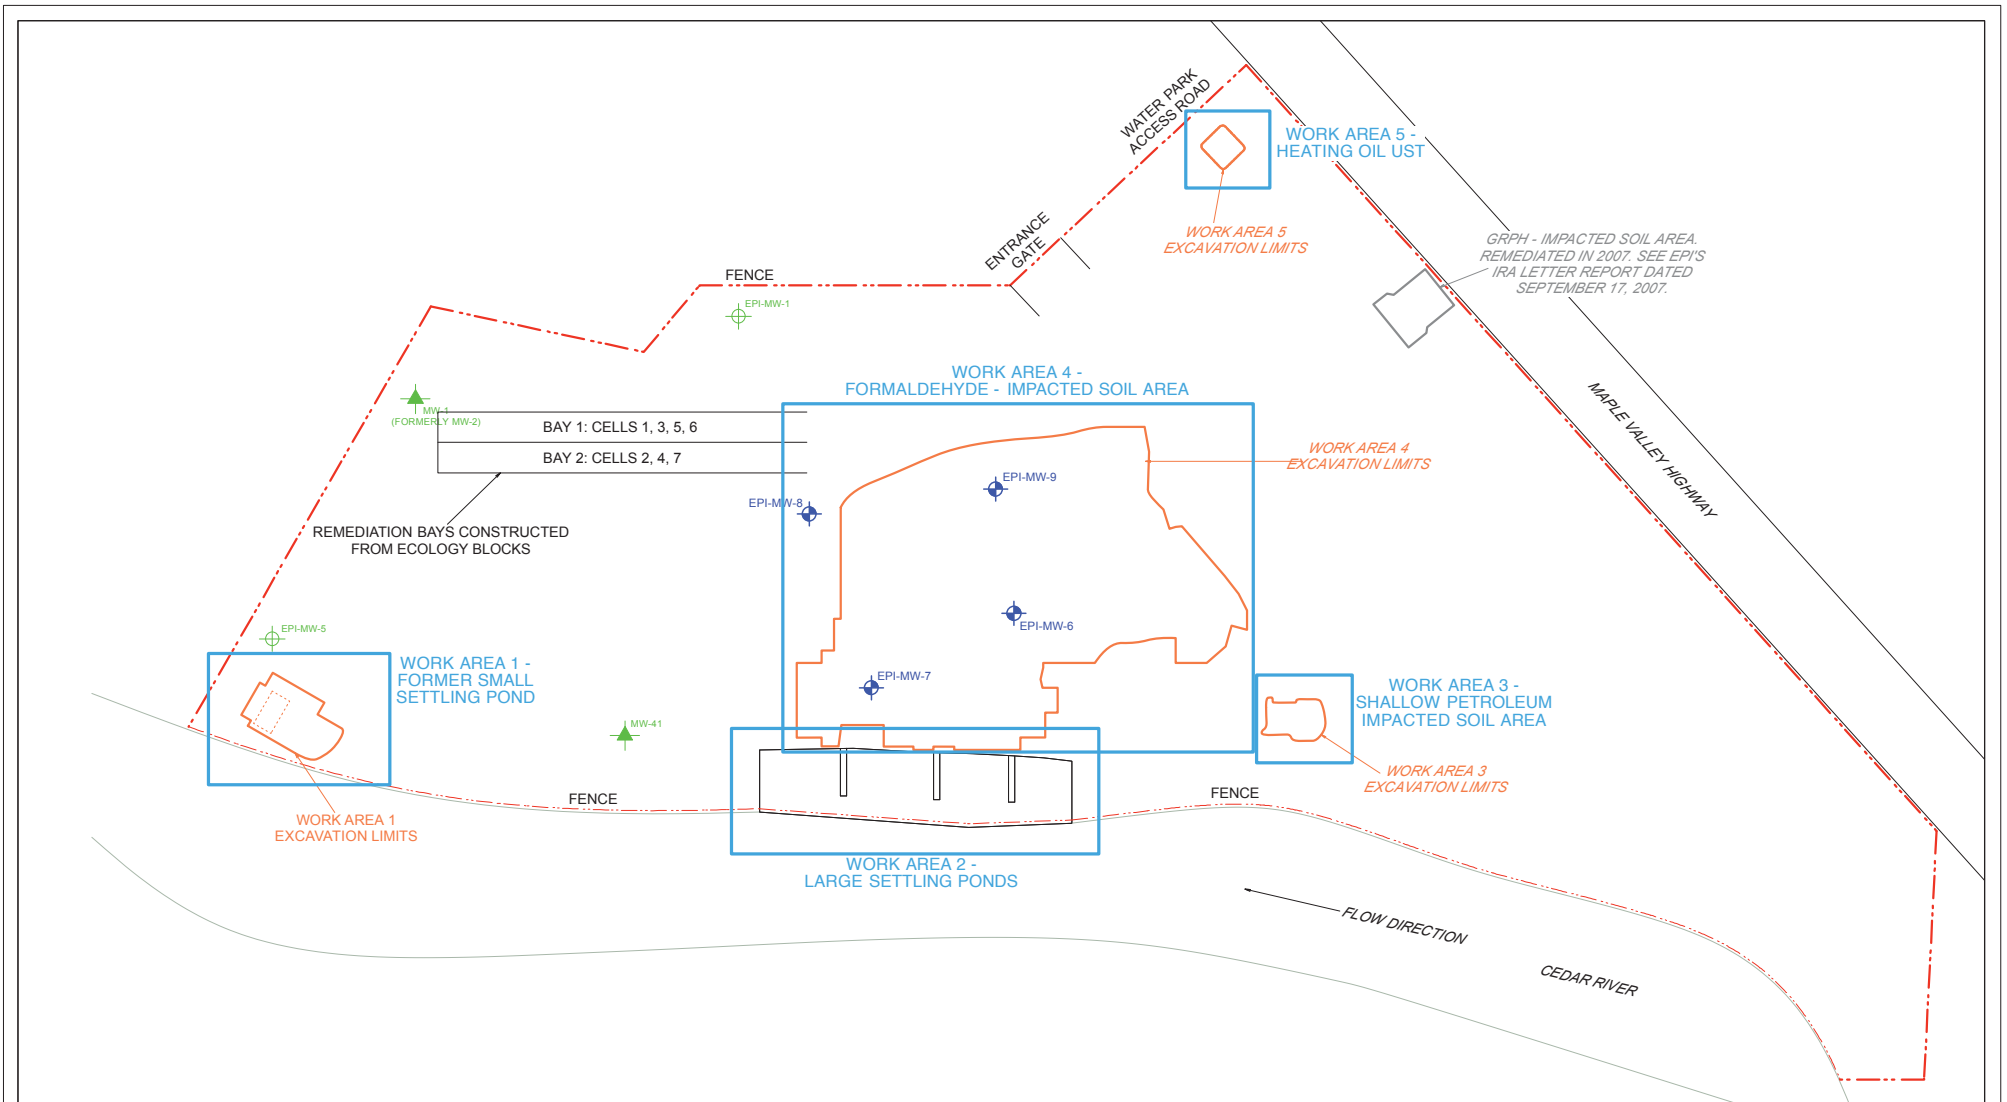 WATER PARK
ACCESS ROAD
WORK AREA 5 -
HEATING OIL UST
ENTRANCE
GATE
WORK AREA 5
EXCAVATION LIMITS
GRPH - IMPACTED SOIL AREA.
REMEDIATED IN 2007. SEE EPI'S
IRA LETTER REPORT DATED
SEPTEMBER 17, 2007.
FENCE
EPI-MW-1
WORK AREA 4 -
FORMALDEHYDE - IMPACTED SOIL AREA
MAPLE VALLEY HIGHWAY
MW-1
(FORMERLY MW-2)
BAY 1: CELLS 1, 3, 5, 6
BAY 2: CELLS 2, 4, 7
WORK AREA 4
EXCAVATION LIMITS
EPI-MW-9
EPI-MW-8
REMEDIATION BAYS CONSTRUCTED
FROM ECOLOGY BLOCKS
EPI-MW-6
EPI-MW-5
WORK AREA 1 -
FORMER SMALL
SETTLING POND
EPI-MW-7
WORK AREA 3 -
SHALLOW PETROLEUM
IMPACTED SOIL AREA
MW-41
WORK AREA 3
EXCAVATION LIMITS
FENCE
FENCE
WORK AREA 1
EXCAVATION LIMITS
WORK AREA 2 -
LARGE SETTLING PONDS
FLOW DIRECTION
CEDAR RIVER